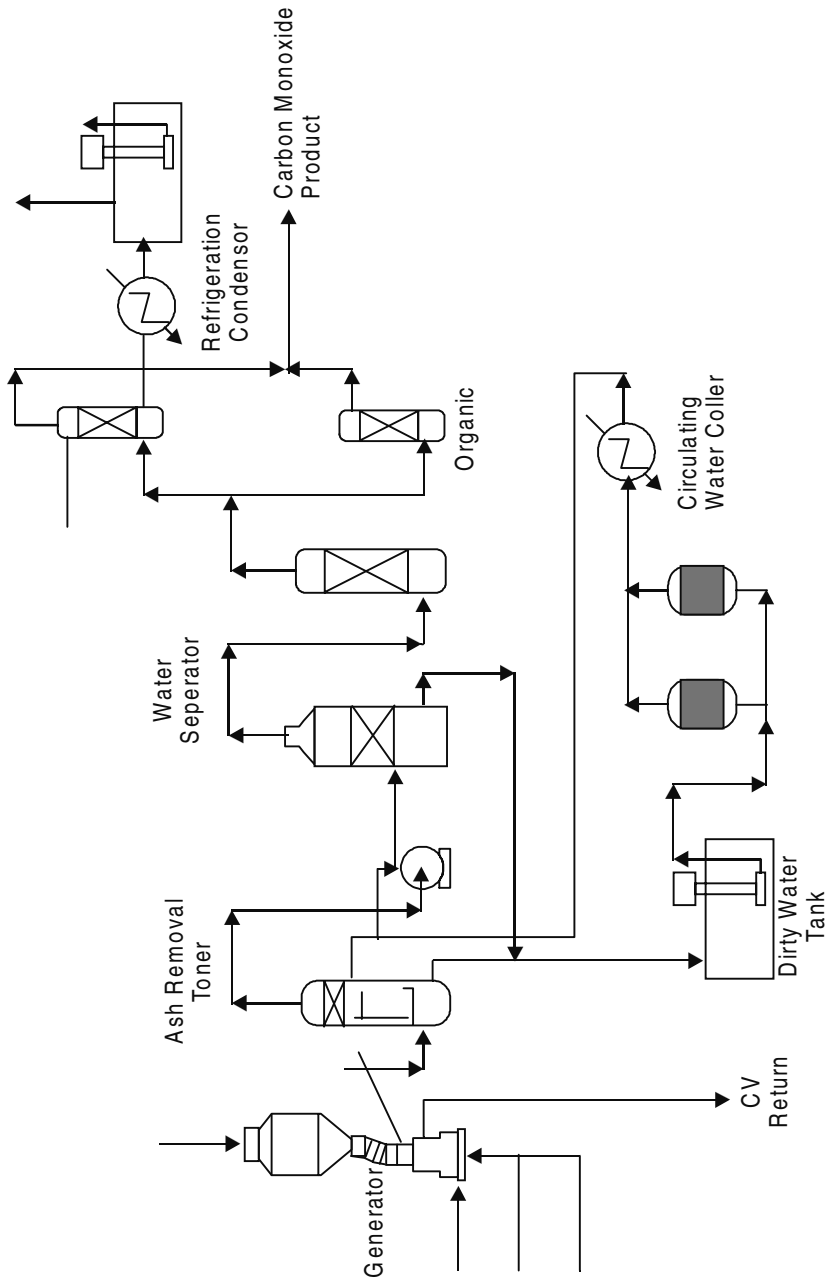 Generator
CV
Return
Ash Removal
Toner
Dirty Water
Tank
Water
Seperator
Circulating
Water Coller
Organic
Refrigeration
Condensor
Carbon Monoxide
Product